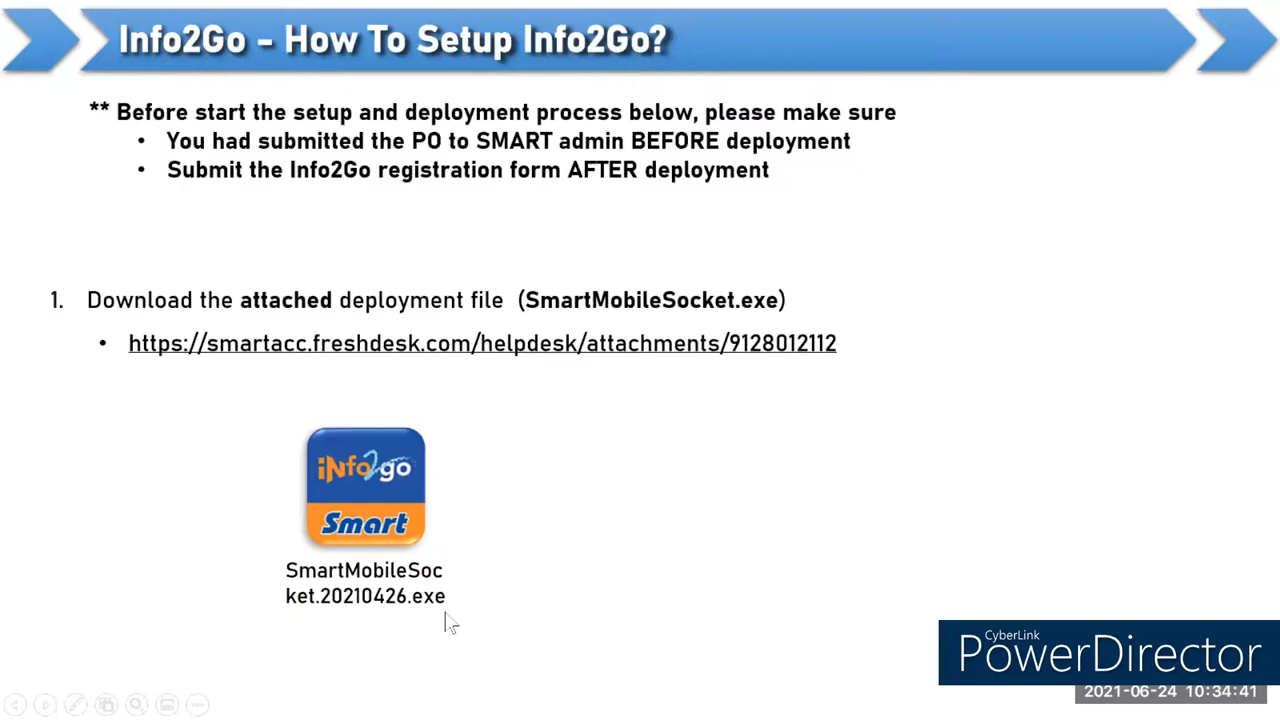 Info2Go - How To Setup Info2Go?
** Before start the setup and deployment process below, please make sure
• You had submitted the PO to SMART admin BEFORE deployment
• Submit the Info2Go registration form AFTER deployment
1. Download the attached deployment file (SmartMobileSocket.exe)
• https://smartacc.freshdesk.com/helpdesk/attachments/9128012112
iNfo2go
Smart
SmartMobileSoc
ket.20210426.exe
CyberLink
PowerDirector
2021-06-24 10:34:41